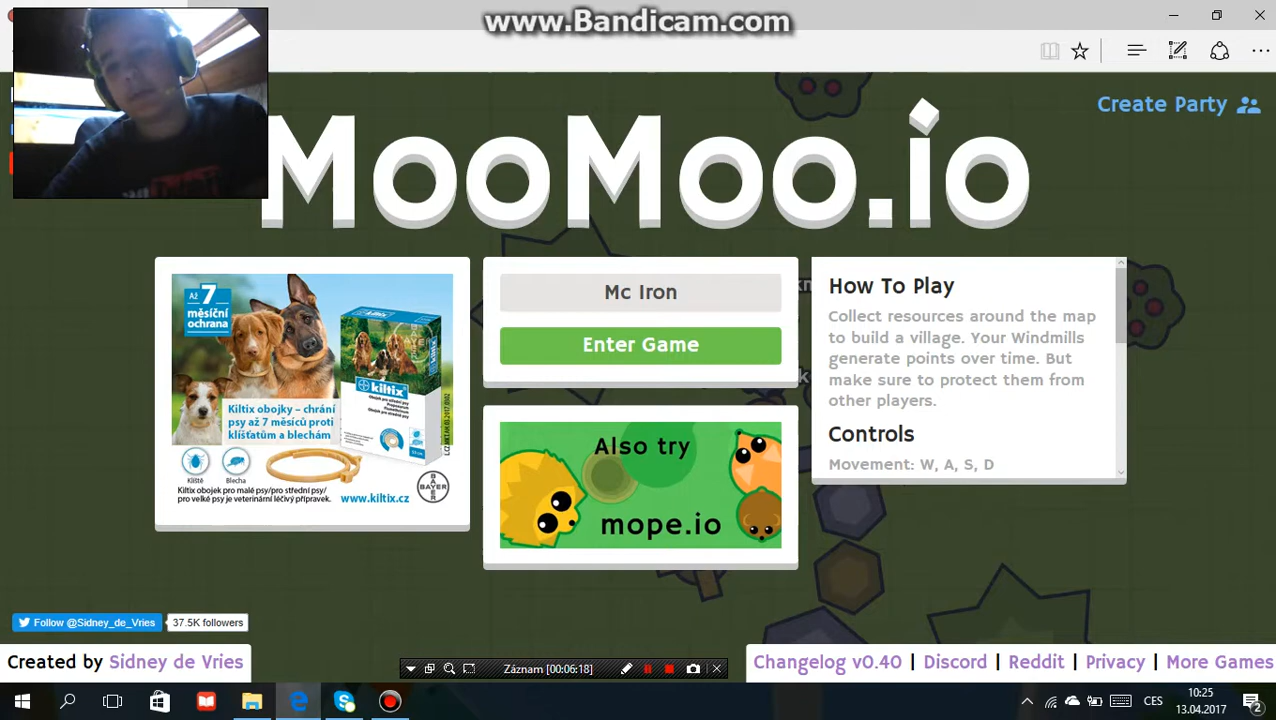 www.Bandicam.com
Create Party
MooMoo.io
Až
7
měsíční
ochrana
kiltix
Kiltix obojky – chrání
psy až 7 měsíců proti
klíšťatům a blechám
Klíště
Blecha
Kiltix obojek pro malé psy/pro střední psy/
pro velké psy je veterinární léčivý přípravek.
www.kiltix.cz
BAYER
Mc Iron
Enter Game
Also try
mope.io
How To Play
Collect resources around the map
to build a village. Your Windmills
generate points over time. But
make sure to protect them from
other players.
Controls
Movement: W, A, S, D
Follow @Sidney_de_Vries
37.5K followers
Created by Sidney de Vries
Záznam [00:06:18]
Changelog v0.40 | Discord | Reddit | Privacy | More Games
CES
10:25
13.04.2017
2